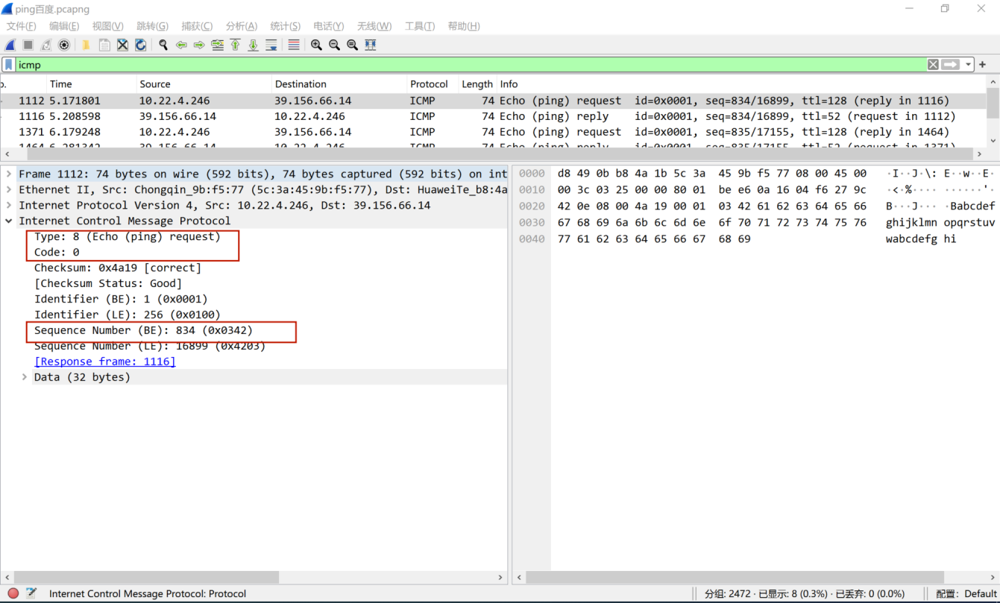 ping百度.pcapng
文件(F) 编辑(E) 视图(V) 跳转(G) 捕获(C) 分析(A) 统计(S) 电话(Y) 无线(W) 工具(T) 帮助(H)
icmp
Time Source Destination Protocol Length Info
1112 5.171801 10.22.4.246 39.156.66.14 ICMP 74 Echo (ping) request id=0x0001, seq=834/16899, ttl=128 (reply in 1116)
1116 5.208598 39.156.66.14 10.22.4.246 ICMP 74 Echo (ping) reply id=0x0001, seq=834/16899, ttl=52 (request in 1112)
1371 6.179248 10.22.4.246 39.156.66.14 ICMP 74 Echo (ping) request id=0x0001, seq=835/17155, ttl=128 (reply in 1464)
1464 6.281342 39.156.66.14 10.22.4.246 ICMP 74 Echo (ping) reply id=0x0001, seq=835/17155, ttl=52 (request in 1371)
Frame 1112: 74 bytes on wire (592 bits), 74 bytes captured (592 bits) on int
Ethernet II, Src: Chongqin_9b:f5:77 (5c:3a:45:9b:f5:77), Dst: HuaweiTe_b8:4a
Internet Protocol Version 4, Src: 10.22.4.246, Dst: 39.156.66.14
Internet Control Message Protocol
Type: 8 (Echo (ping) request)
Code: 0
Checksum: 0x4a19 [correct]
[Checksum Status: Good]
Identifier (BE): 1 (0x0001)
Identifier (LE): 256 (0x0100)
Sequence Number (BE): 834 (0x0342)
Sequence Number (LE): 16899 (0x4203)
[Response frame: 1116]
Data (32 bytes)
0000 d8 49 0b b8 4a 1b 5c 3a 45 9b f5 77 08 00 45 00 ·I··J·\: E··w··E·
0010 00 3c 03 25 00 00 80 01 be e6 0a 16 04 f6 27 9c ·<·%···· ······'·
0020 42 0e 08 00 4a 19 00 01 03 42 61 62 63 64 65 66 B···J··· ·Babcdef
0030 67 68 69 6a 6b 6c 6d 6e 6f 70 71 72 73 74 75 76 ghijklmn opqrstuv
0040 77 61 62 63 64 65 66 67 68 69 wabcdefg hi
Internet Control Message Protocol: Protocol
分组: 2472 · 已显示: 8 (0.3%) · 已丢弃: 0 (0.0%)
配置: Default